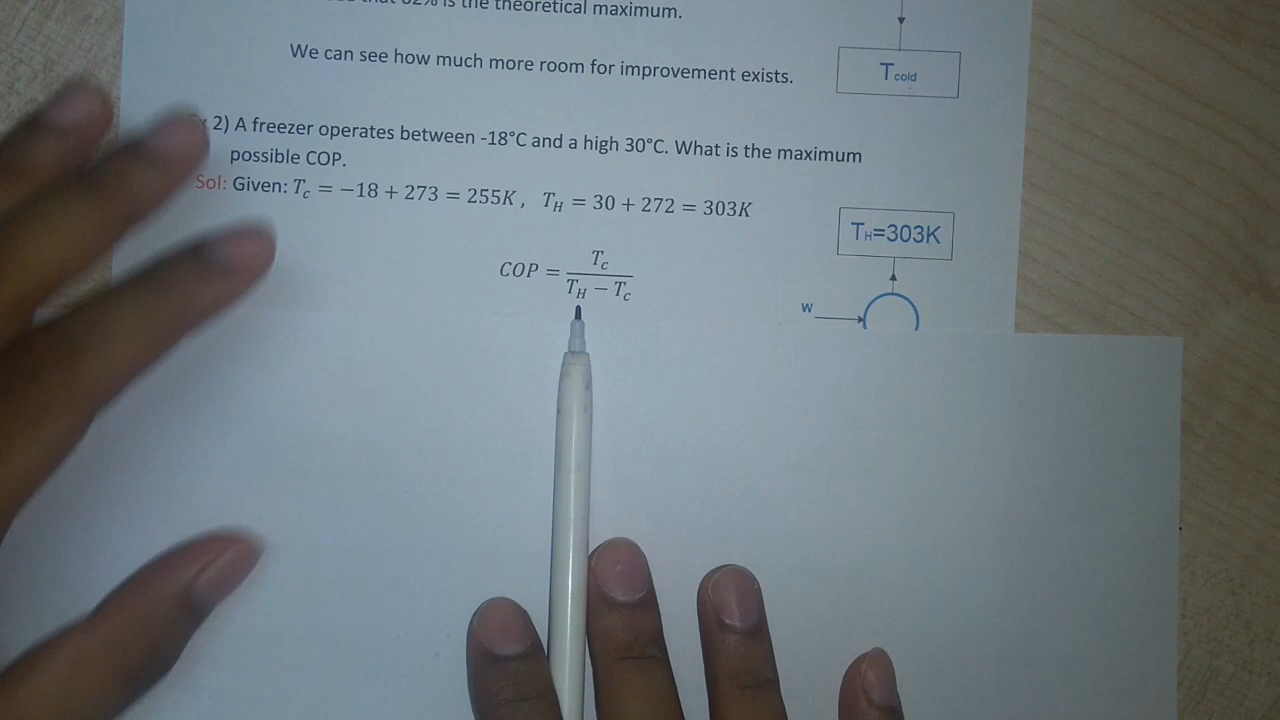 is the theoretical maximum.
We can see how much more room for improvement exists.
Tcold
2) A freezer operates between -18°C and a high 30°C. What is the maximum
possible COP.
Sol: Given: T_c = −18 + 273 = 255K , T_H = 30 + 272 = 303K
TH=303K
COP = T_c / (T_H − T_c)
W